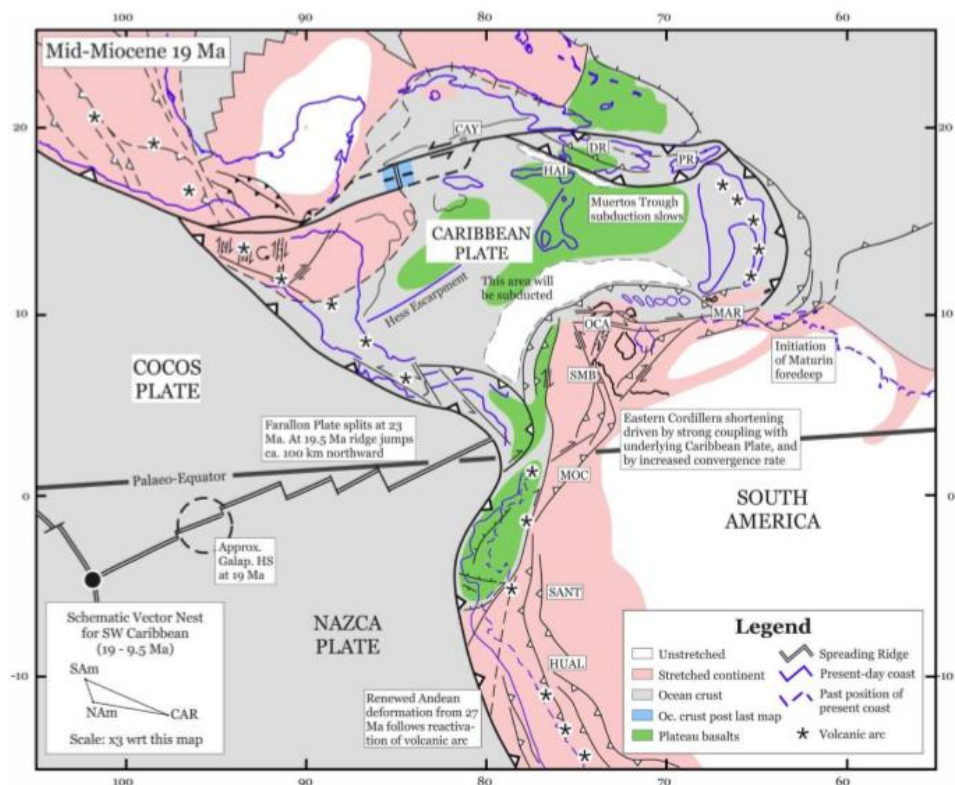 100
90
80
70
60
Mid-Miocene 19 Ma
20
20
CAY
DR
HAI
PR
Muertos Trough
subduction slows
CARIBBEAN
PLATE
Hess Escarpment
This area will
be subducted
10
10
OCA
MAR
SMB
Initiation
of Maturin
foredeep
COCOS
PLATE
Farallon Plate splits at 23
Ma. At 19.5 Ma ridge jumps
ca. 100 km northward
Eastern Cordillera shortening
driven by strong coupling with
underlying Caribbean Plate, and
by increased convergence rate
Palaeo-Equator
MOC
0
0
SOUTH
AMERICA
Approx.
Galap. HS
at 19 Ma
SANT
NAZCA
PLATE
HUAL
Schematic Vector Nest
for SW Caribbean
(19 - 9.5 Ma)
SAm
NAm
CAR
Scale: x3 wrt this map
-10
-10
Renewed Andean
deformation from 27
Ma follows reactiva-
tion of volcanic arc
Legend
Unstretched
Stretched continent
Ocean crust
Oc. crust post last map
Plateau basalts
Spreading Ridge
Present-day coast
Past position of
present coast
Volcanic arc
100
90
80
70
60